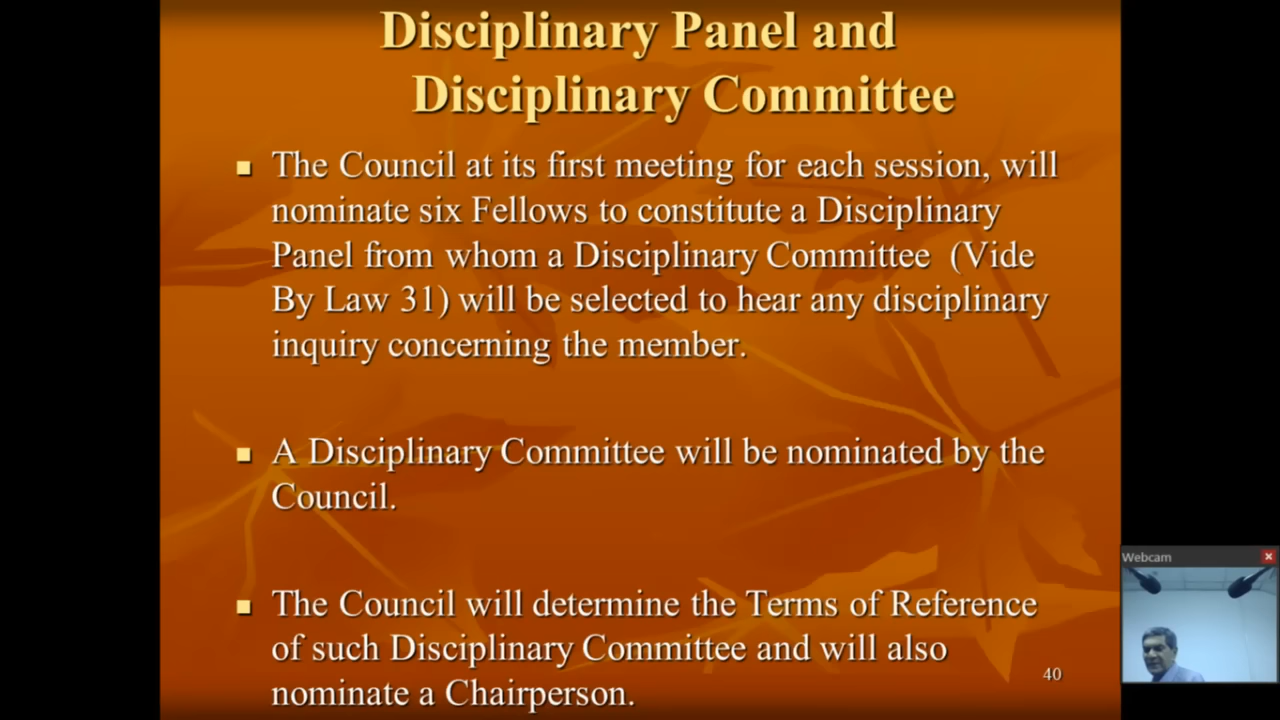 Disciplinary Panel and
Disciplinary Committee
The Council at its first meeting for each session, will
nominate six Fellows to constitute a Disciplinary
Panel from whom a Disciplinary Committee (Vide
By Law 31) will be selected to hear any disciplinary
inquiry concerning the member.
A Disciplinary Committee will be nominated by the
Council.
The Council will determine the Terms of Reference
of such Disciplinary Committee and will also
nominate a Chairperson.
40
Webcam